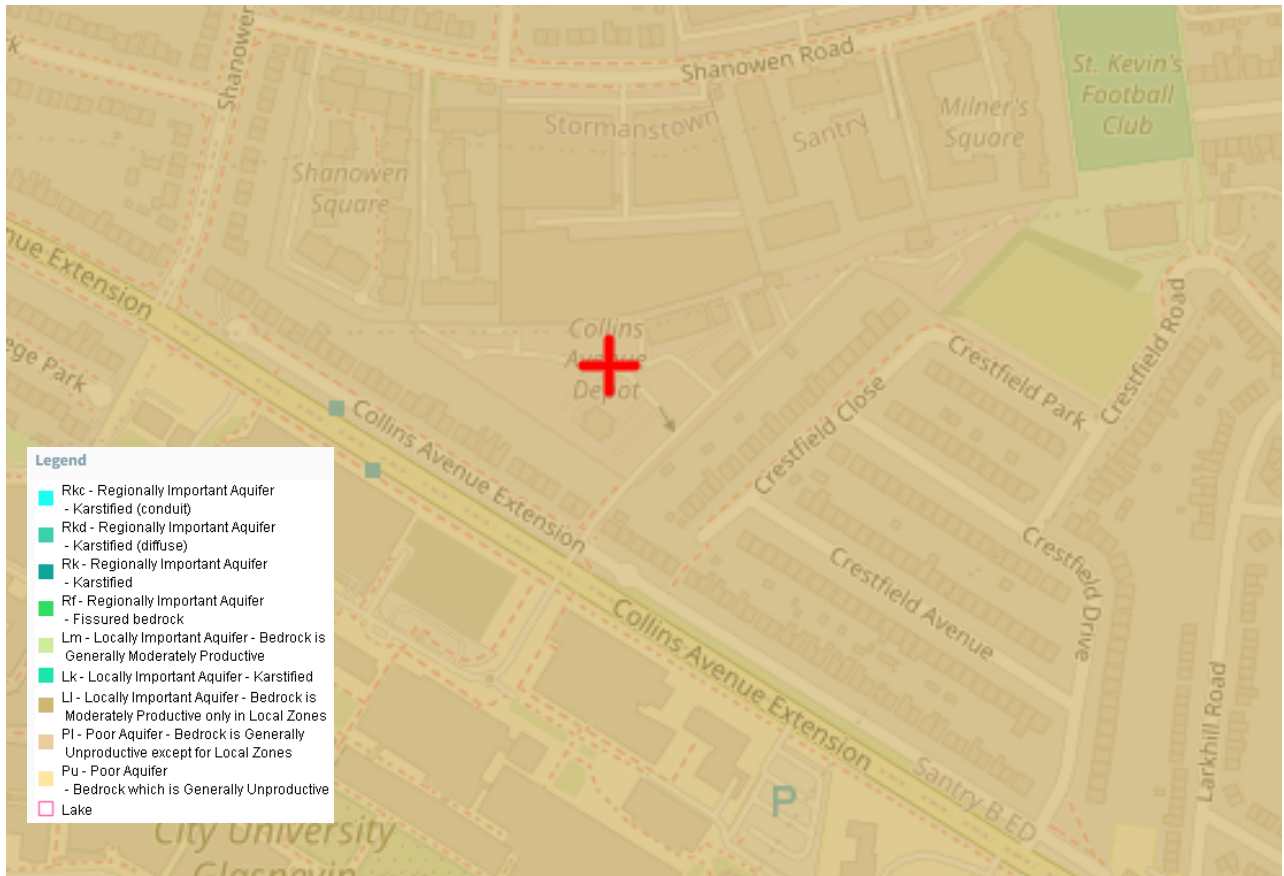 Shanowen Road
St. Kevin's
Football
Club
Milner's
Square
Stormanstown
Santry
Shanowen
Square
Collins
Avenue
Depot
Crestfield Park
Crestfield Road
Crestfield Close
Collins Avenue Extension
Crestfield Drive
Crestfield Avenue
Collins Avenue Extension
Larkhill Road
Santry B ED
P
City University
Glasnevin
nue Extension
ege Park
Shanowen
rk
Legend
Rkc - Regionally Important Aquifer
- Karstified (conduit)
Rkd - Regionally Important Aquifer
- Karstified (diffuse)
Rk - Regionally Important Aquifer
- Karstified
Rf - Regionally Important Aquifer
- Fissured bedrock
Lm - Locally Important Aquifer - Bedrock is
Generally Moderately Productive
Lk - Locally Important Aquifer - Karstified
Ll - Locally Important Aquifer - Bedrock is
Moderately Productive only in Local Zones
Pl - Poor Aquifer - Bedrock is Generally
Unproductive except for Local Zones
Pu - Poor Aquifer
- Bedrock which is Generally Unproductive
Lake